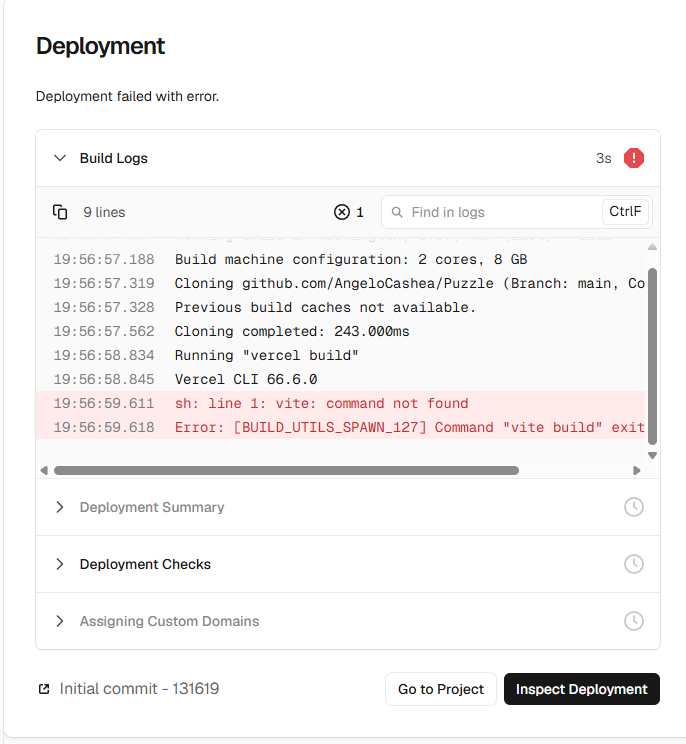 Deployment
Deployment failed with error.
Build Logs 3s
9 lines 1 Find in logs CtrlF
19:56:57.188 Build machine configuration: 2 cores, 8 GB
19:56:57.319 Cloning github.com/AngeloCashea/Puzzle (Branch: main, Co
19:56:57.328 Previous build caches not available.
19:56:57.562 Cloning completed: 243.000ms
19:56:58.834 Running "vercel build"
19:56:58.845 Vercel CLI 66.6.0
19:56:59.611 sh: line 1: vite: command not found
19:56:59.618 Error: [BUILD_UTILS_SPAWN_127] Command "vite build" exit
Deployment Summary
Deployment Checks
Assigning Custom Domains
Initial commit - 131619 Go to Project Inspect Deployment